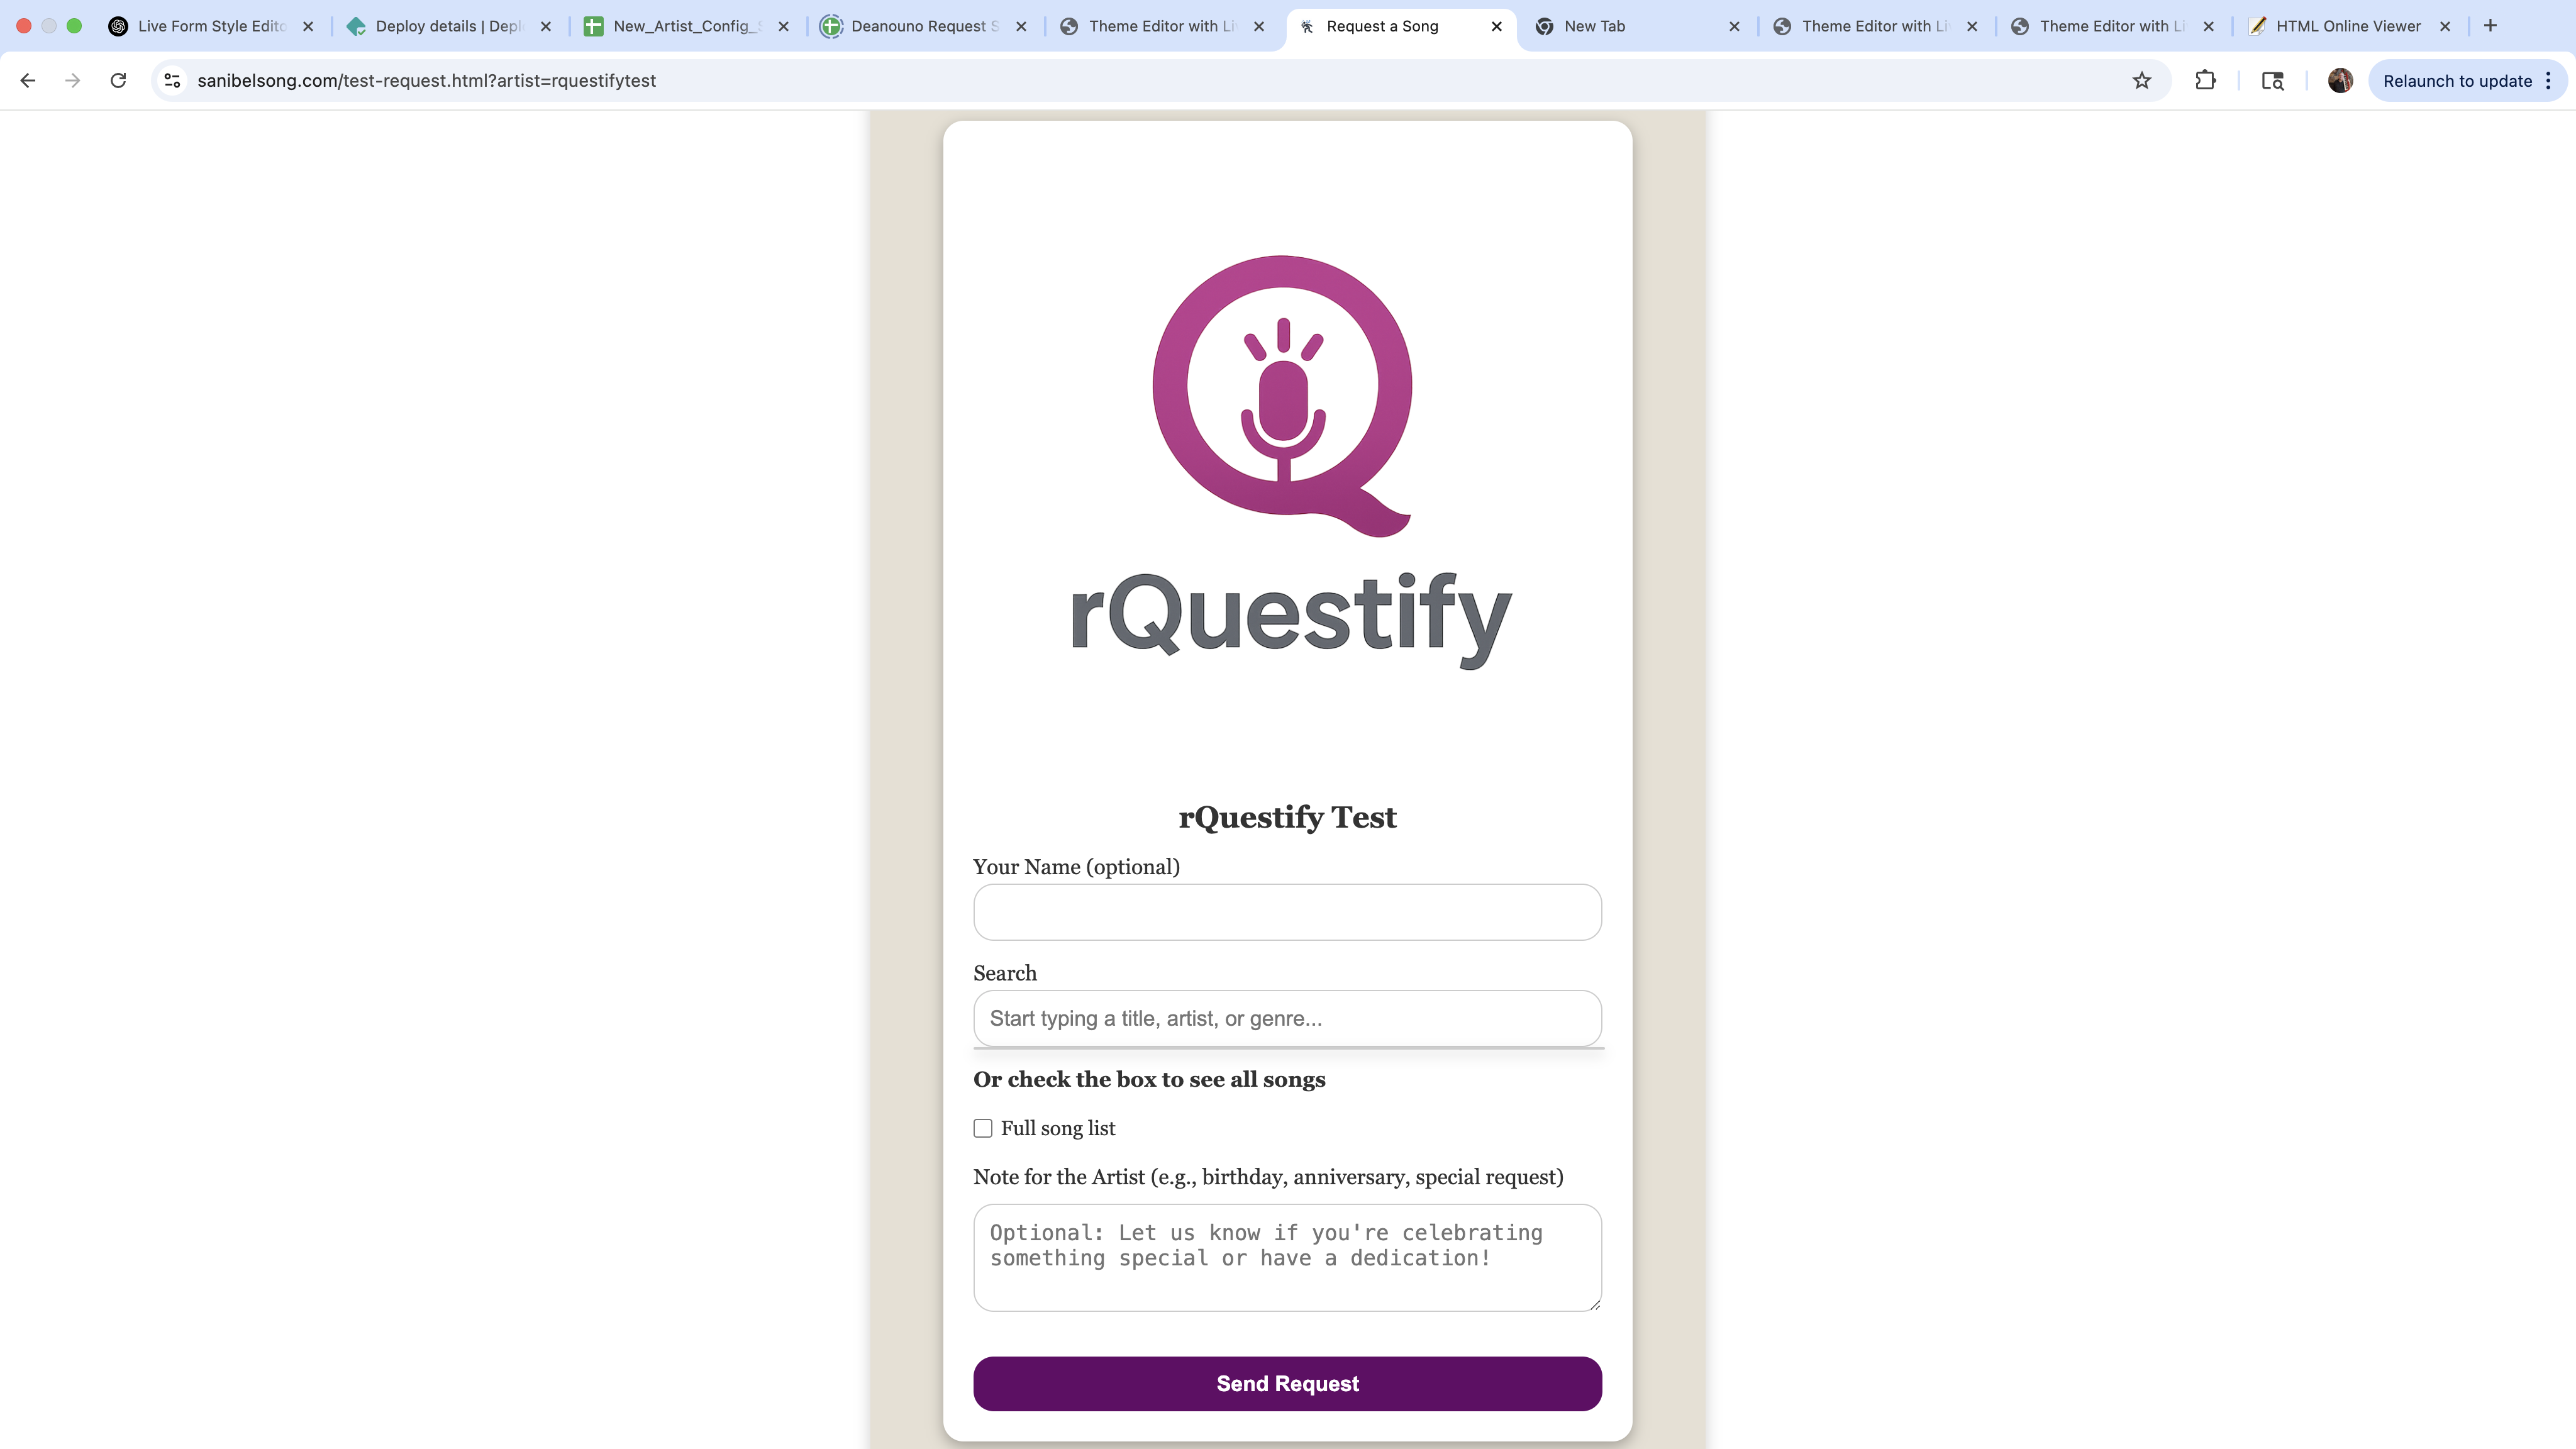 Live Form Style Edito
Deploy details | Depl
New_Artist_Config_S
Deanouno Request S
Theme Editor with Li
Request a Song
New Tab
Theme Editor with Li
Theme Editor with Li
HTML Online Viewer
sanibelsong.com/test-request.html?artist=rquestifytest
Relaunch to update
rQuestify
rQuestify Test
Your Name (optional)
Search
Start typing a title, artist, or genre...
Or check the box to see all songs
Full song list
Note for the Artist (e.g., birthday, anniversary, special request)
Optional: Let us know if you're celebrating
something special or have a dedication!
Send Request